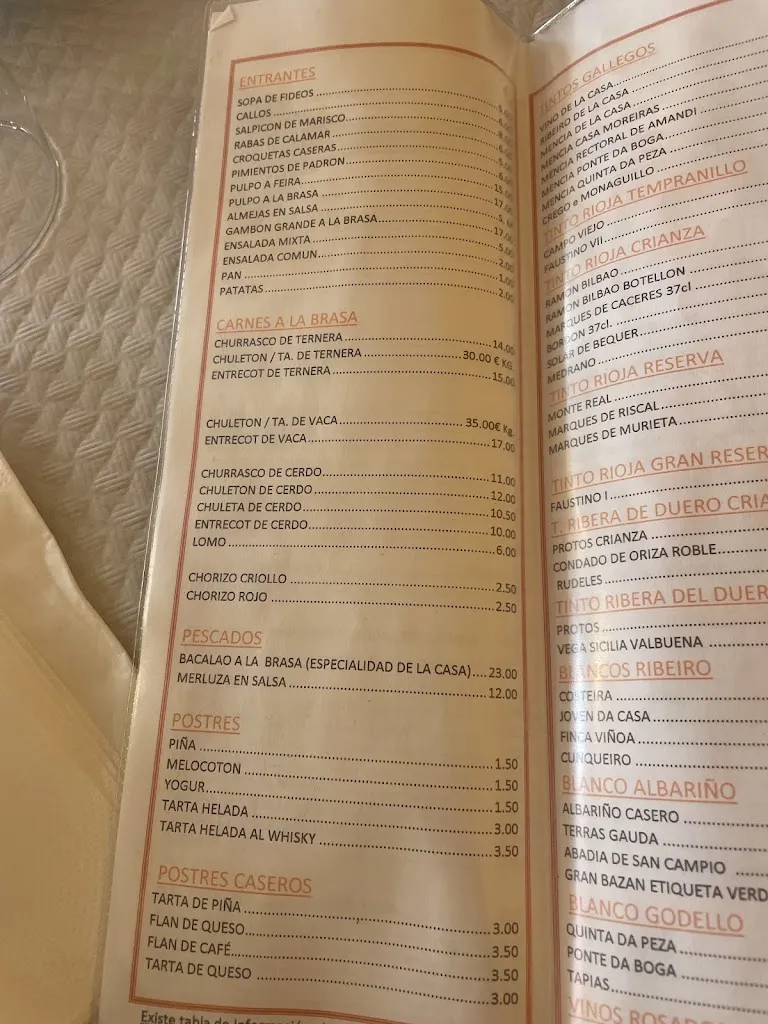 ENTRANTES
SOPA DE FIDEOS
CALLOS
SALPICON DE MARISCO
RABAS DE CALAMAR
CROQUETAS CASERAS
PIMIENTOS DE PADRON
PULPO A FEIRA
PULPO A LA BRASA
ALMEJAS EN SALSA
GAMBON GRANDE A LA BRASA
ENSALADA MIXTA
ENSALADA COMUN
PAN
PATATAS
CARNES A LA BRASA
CHURRASCO DE TERNERA 14.00
CHULETON / TA. DE TERNERA 30.00 € KG.
ENTRECOT DE TERNERA 15.00
CHULETON / TA. DE VACA 35.00€ Kg.
ENTRECOT DE VACA 17.00
CHURRASCO DE CERDO 11.00
CHULETON DE CERDO 12.00
CHULETA DE CERDO 10.50
ENTRECOT DE CERDO 10.00
LOMO 6.00
CHORIZO CRIOLLO 2.50
CHORIZO ROJO 2.50
PESCADOS
BACALAO A LA BRASA (ESPECIALIDAD DE LA CASA) 23.00
MERLUZA EN SALSA 12.00
POSTRES
PIÑA 1.50
MELOCOTON 1.50
YOGUR 1.50
TARTA HELADA 3.00
TARTA HELADA AL WHISKY 3.50
POSTRES CASEROS
TARTA DE PIÑA 3.00
FLAN DE QUESO 3.50
FLAN DE CAFÉ 3.50
TARTA DE QUESO 3.00
Existe tabla de
TINTOS GALLEGOS
VINO DE LA CASA
RIBEIRO DE LA CASA
MENCIA DE LA CASA
MENCIA CASA MOREIRAS
MENCIA RECTORAL DE AMANDI
MENCIA PONTE DA BOGA
MENCIA QUINTA DA PEZA
CREGO e MONAGUILLO
TINTO RIOJA TEMPRANILLO
CAMPO VIEJO
FAUSTINO VII
TINTO RIOJA CRIANZA
RAMON BILBAO
RAMON BILBAO BOTELLON
MARQUES DE CACERES 37cl
BORDON 37cl.
SOLAR DE BEQUER
MEDRANO
TINTO RIOJA RESERVA
MONTE REAL
MARQUES DE RISCAL
MARQUES DE MURIETA
TINTO RIOJA GRAN RESER
FAUSTINO I
T. RIBERA DE DUERO CRIA
PROTOS CRIANZA
CONDADO DE ORIZA ROBLE
RUDELES
TINTO RIBERA DEL DUER
PROTOS
VEGA SICILIA VALBUENA
BLANCOS RIBEIRO
COSTEIRA
JOVEN DA CASA
FINCA VIÑOA
CUNQUEIRO
BLANCO ALBARIÑO
ALBARIÑO CASERO
TERRAS GAUDA
ABADIA DE SAN CAMPIO
GRAN BAZAN ETIQUETA VERD
BLANCO GODELLO
QUINTA DA PEZA
PONTE DA BOGA
TAPIAS
VINOS ROSADO